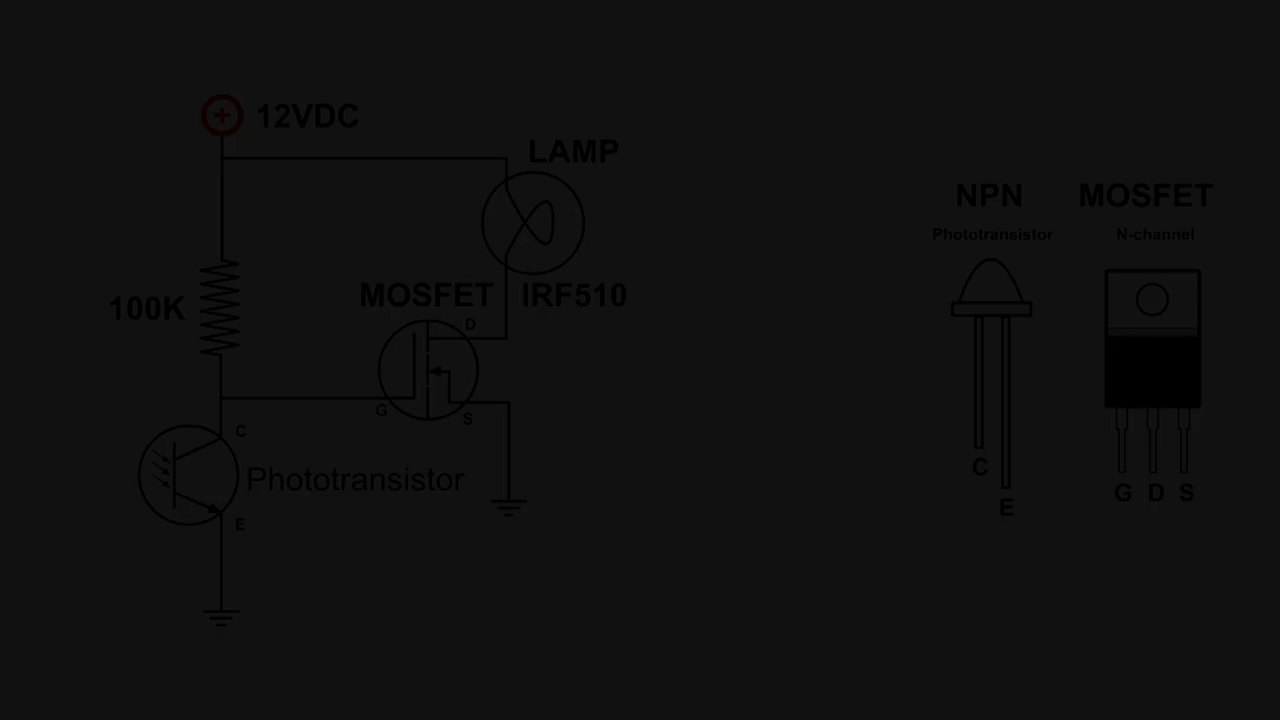 12VDC
LAMP
NPN
MOSFET
Phototransistor
N-channel
100K
MOSFET
IRF510
D
G
S
C
Phototransistor
E
C
E
G D S